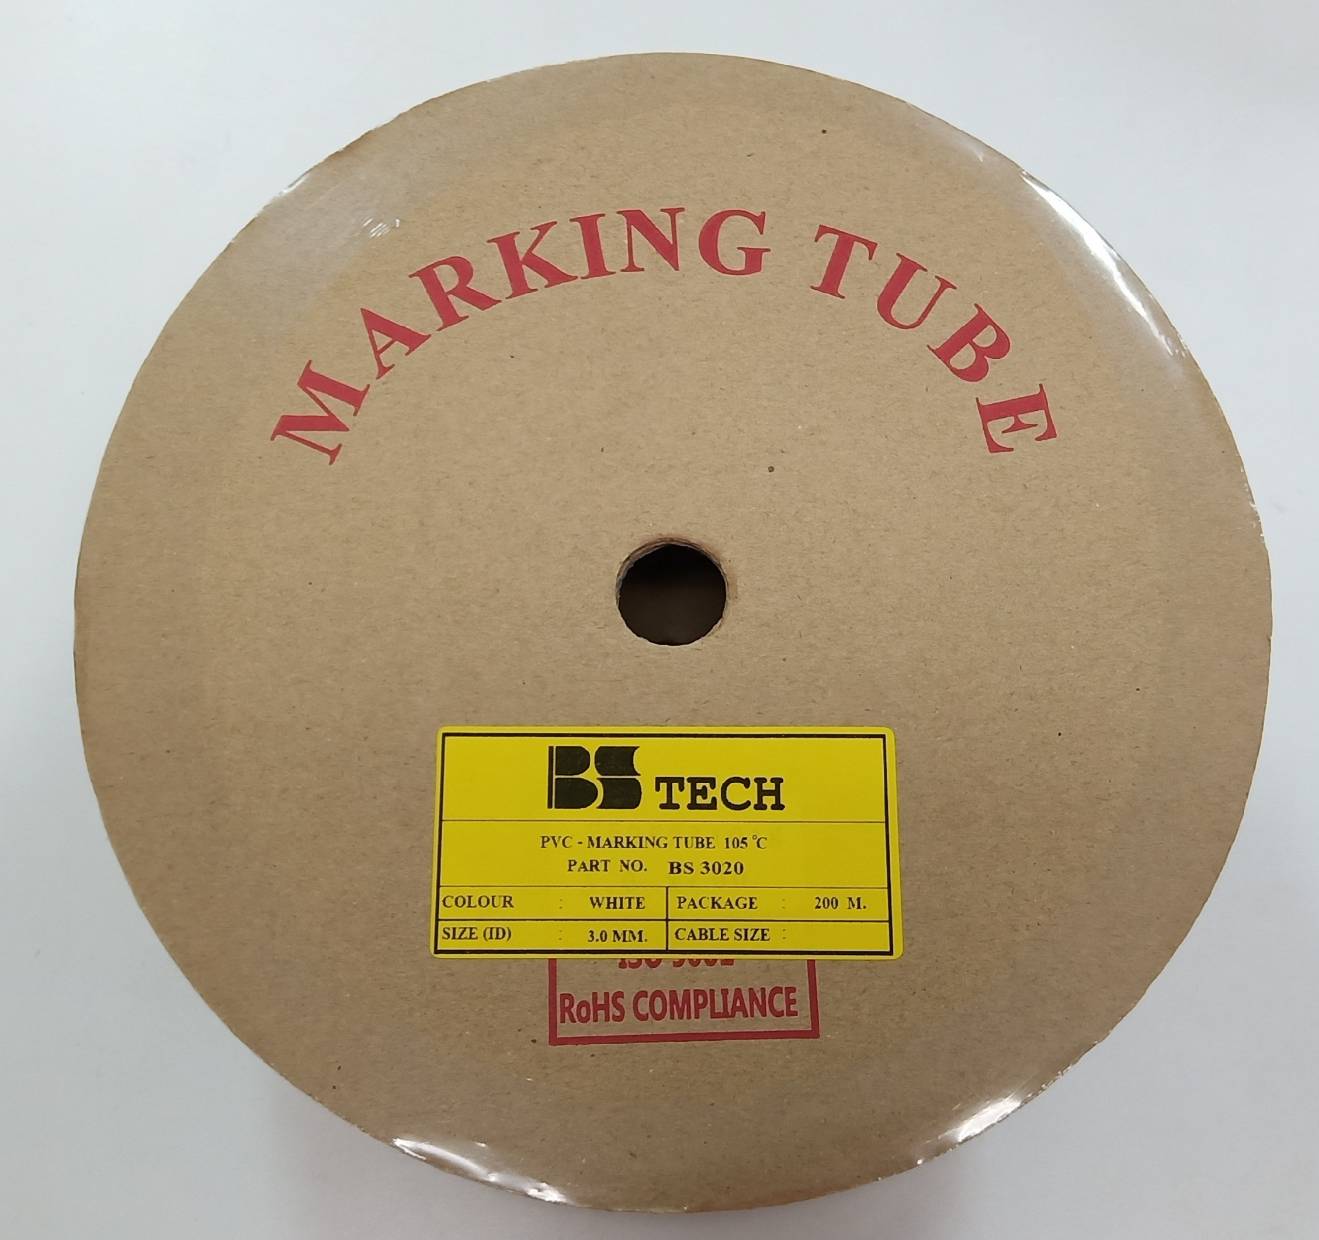 MARKING TUBE
BS TECH
PVC - MARKING TUBE 105 °C
PART NO. BS 3020
COLOUR : WHITE PACKAGE : 200 M.
SIZE (ID) : 3.0 MM. CABLE SIZE :
RoHS COMPLIANCE